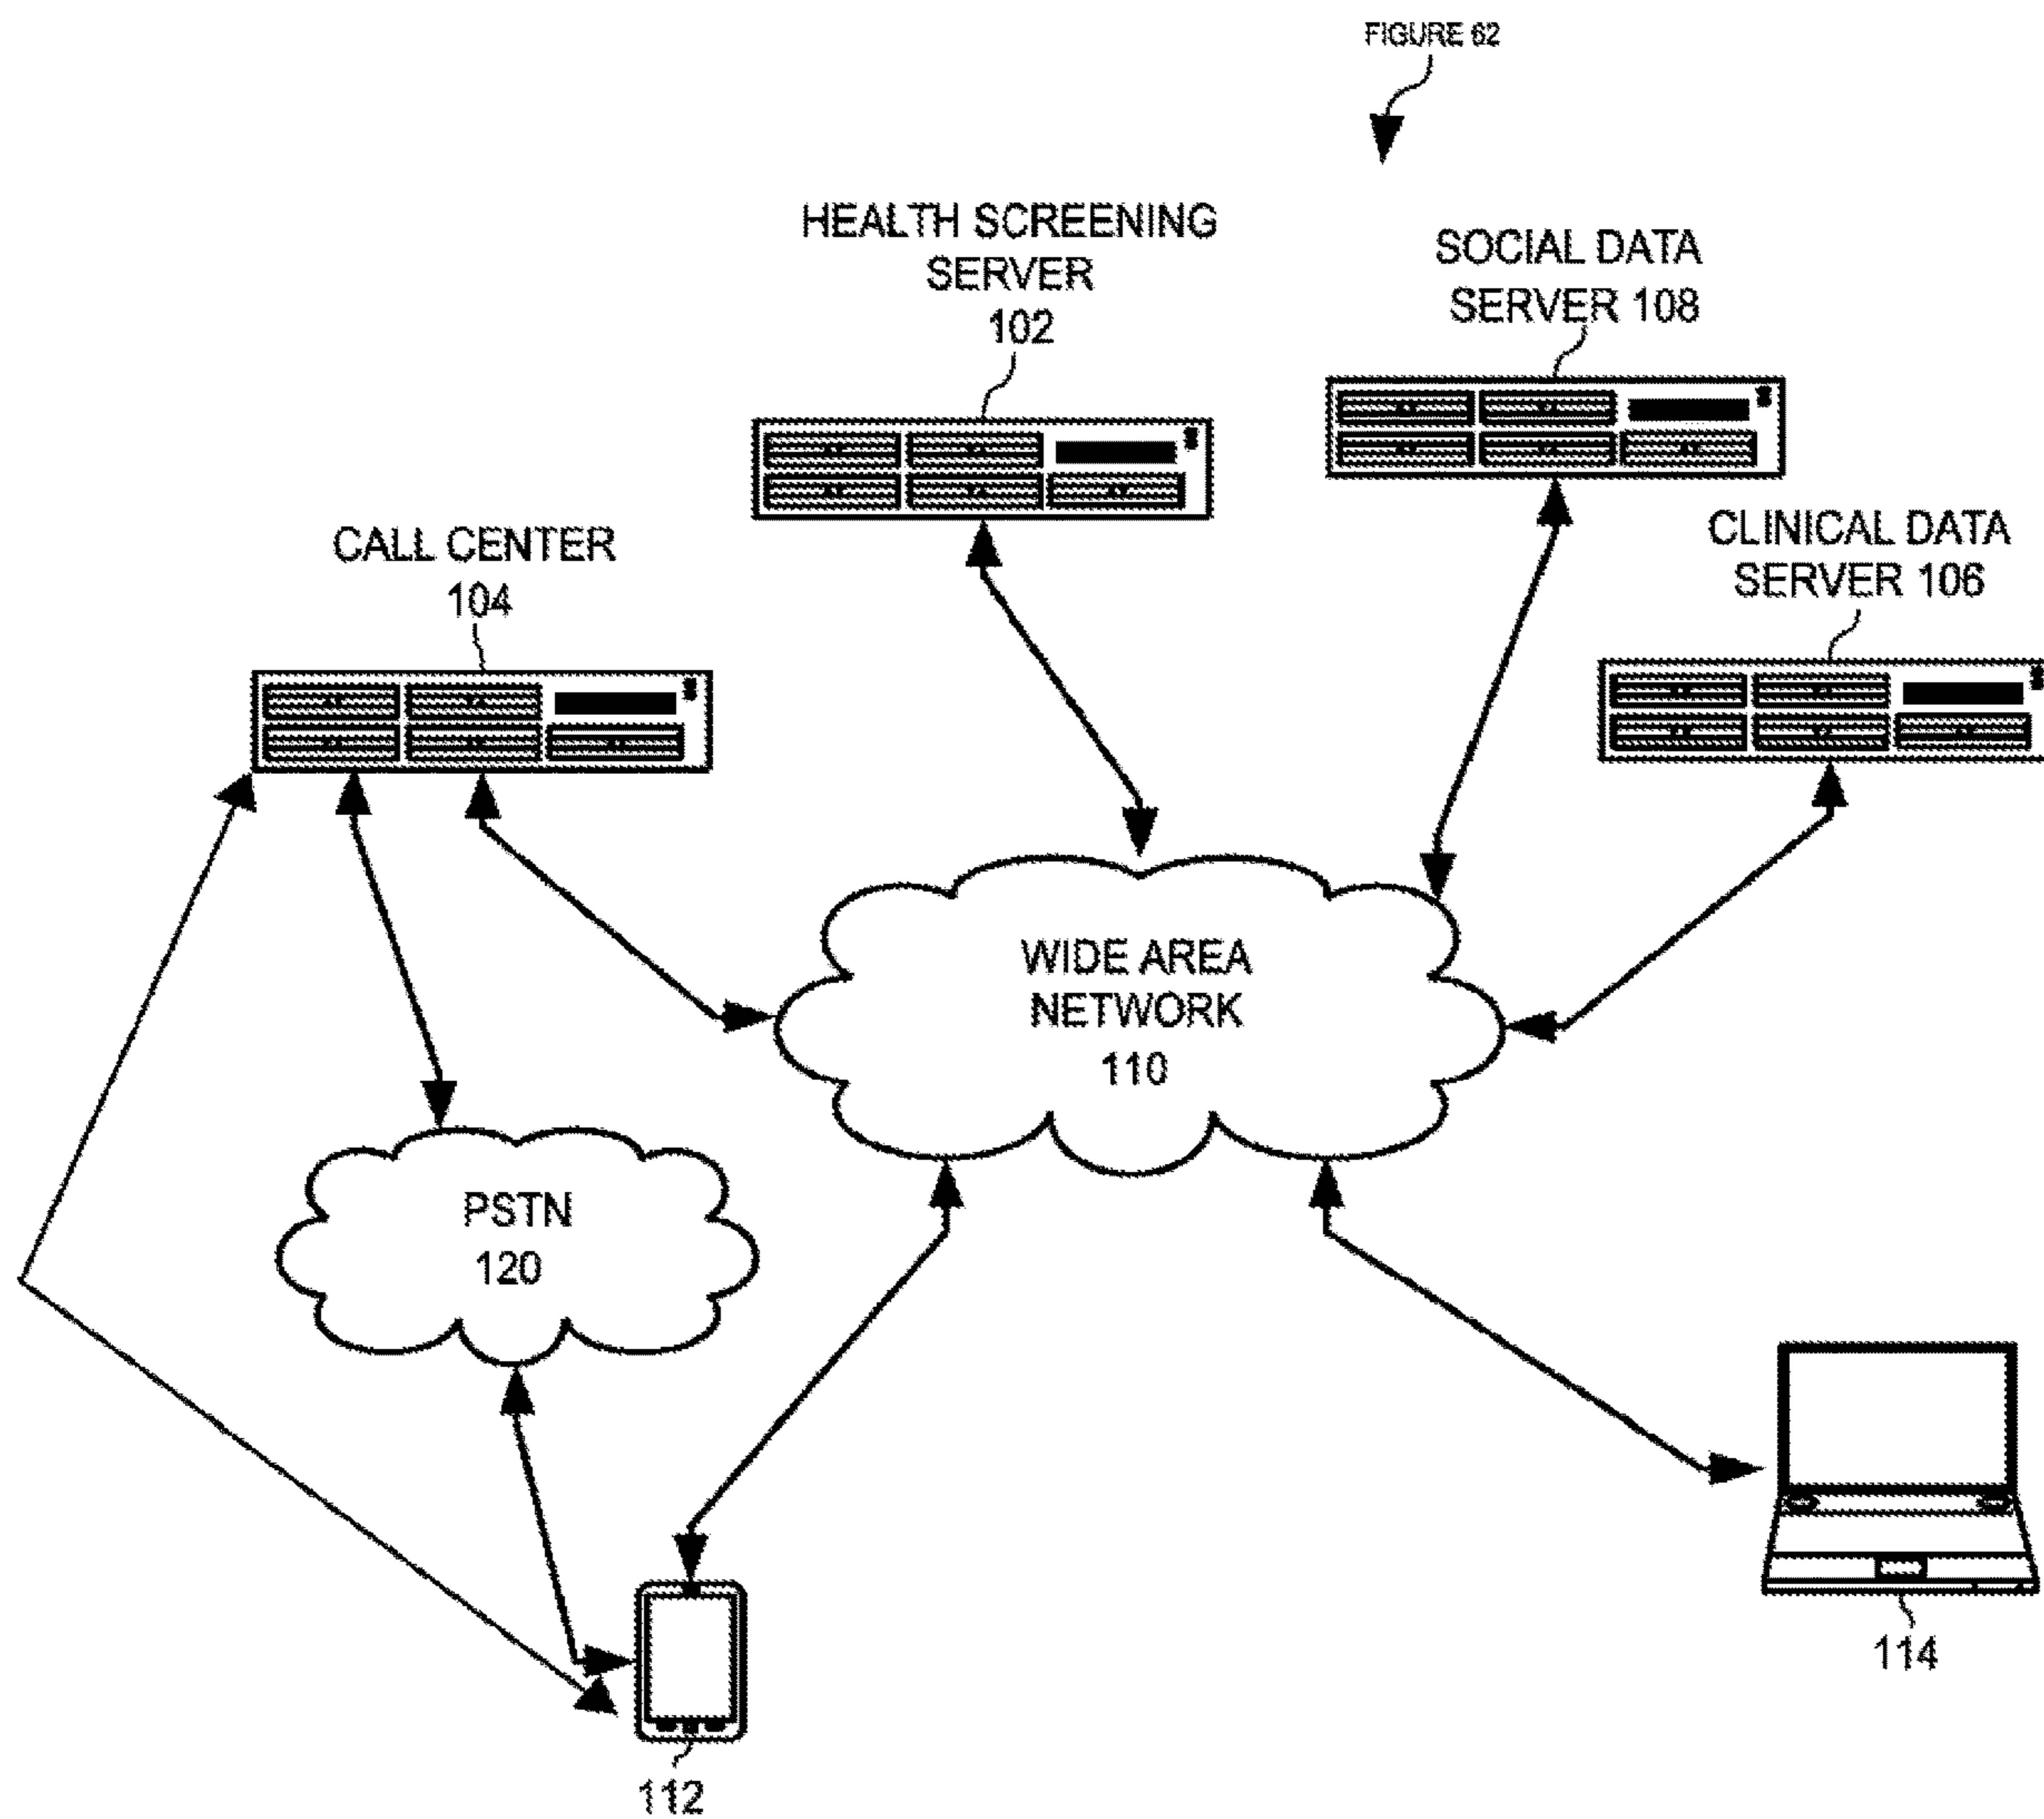 FIGURE 62
HEALTH SCREENING
SERVER
102
SOCIAL DATA
SERVER 108
CALL CENTER
104
CLINICAL DATA
SERVER 106
WIDE AREA
NETWORK
110
PSTN
120
114
112